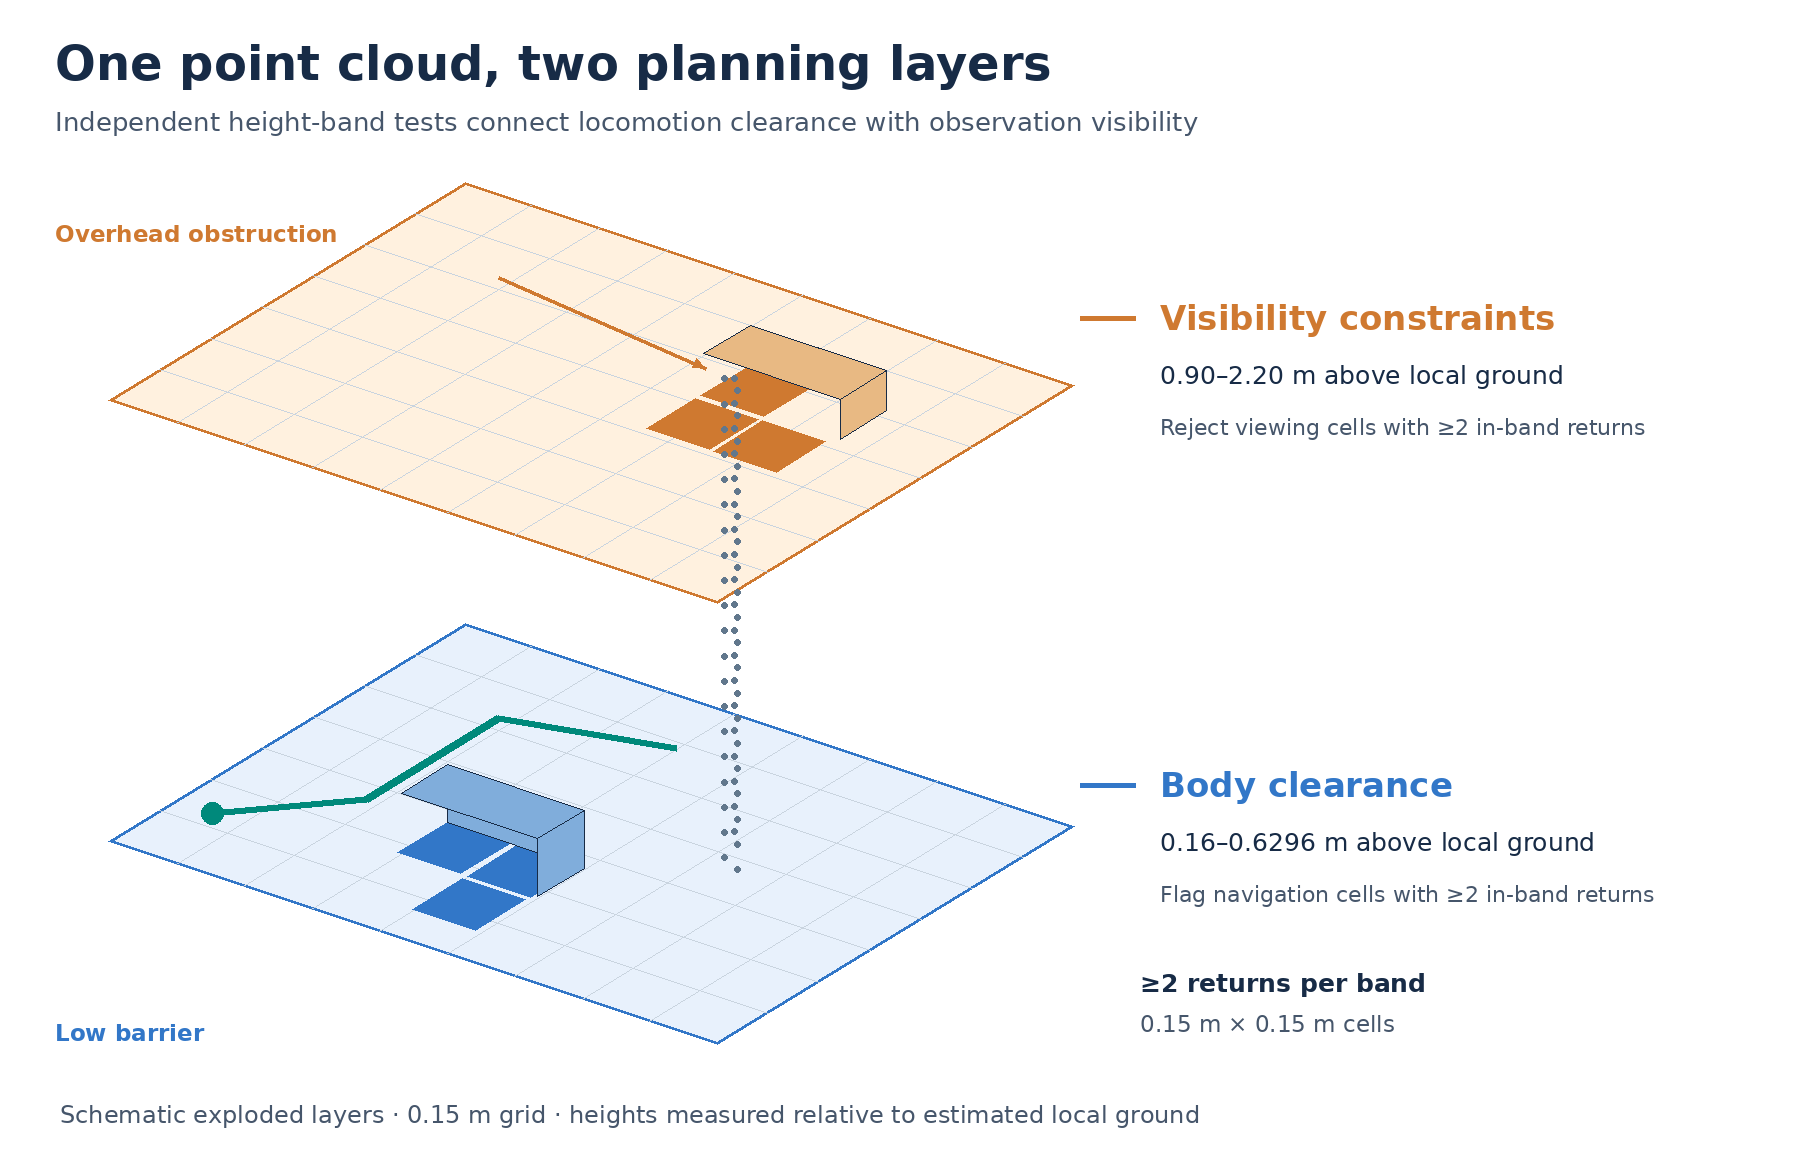 One point cloud, two planning layers
Independent height-band tests connect locomotion clearance with observation visibility
Overhead obstruction
Visibility constraints
0.90–2.20 m above local ground
Reject viewing cells with ≥2 in-band returns
Body clearance
0.16–0.6296 m above local ground
Flag navigation cells with ≥2 in-band returns
≥2 returns per band
0.15 m × 0.15 m cells
Low barrier
Schematic exploded layers · 0.15 m grid · heights measured relative to estimated local ground